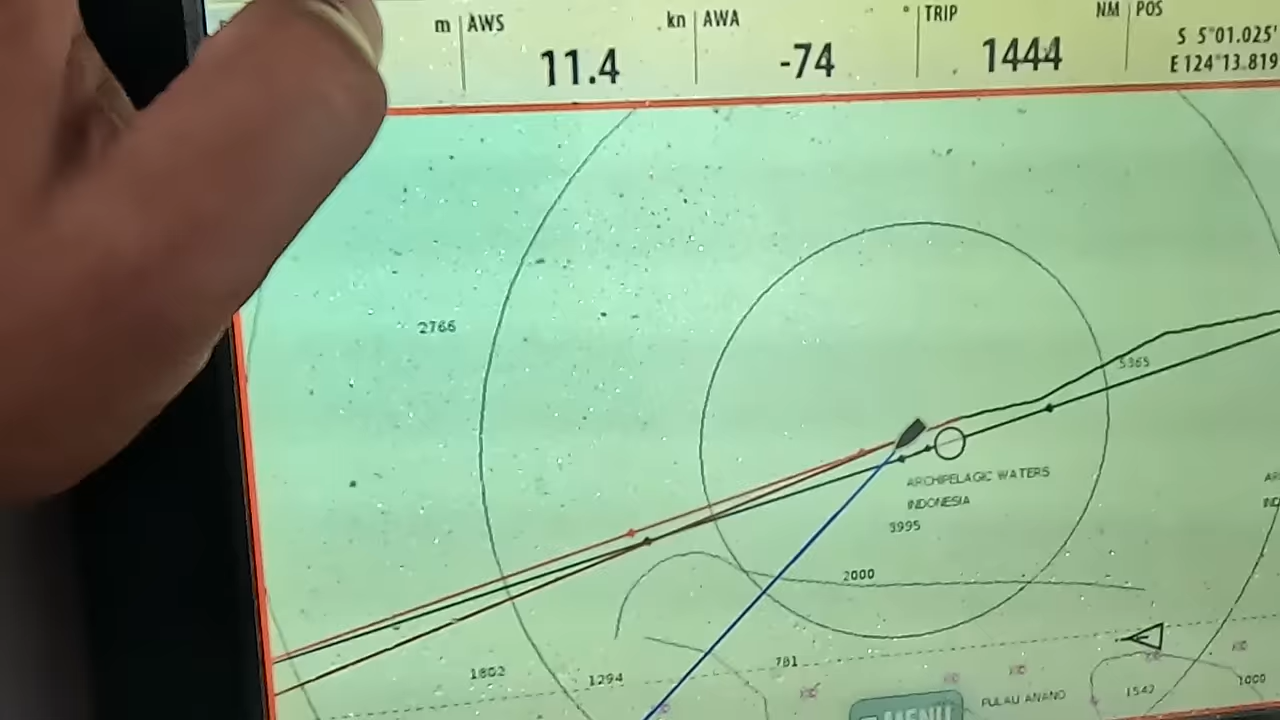 m AWS kn AWA ° TRIP NM POS
11.4 -74 1444 S 5°01.025'
E 124°13.819
2766
5365
ARCHIPELAGIC WATERS
INDONESIA
3995
2000
781
1802 1294
PULAU ANANO 1542 1000
MENU